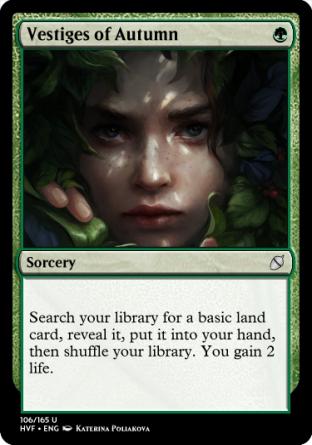 Vestiges of Autumn
Sorcery
Search your library for a basic land
card, reveal it, put it into your hand,
then shuffle your library. You gain 2
life.
106/165 U
HVF • ENG Katerina Poliakova